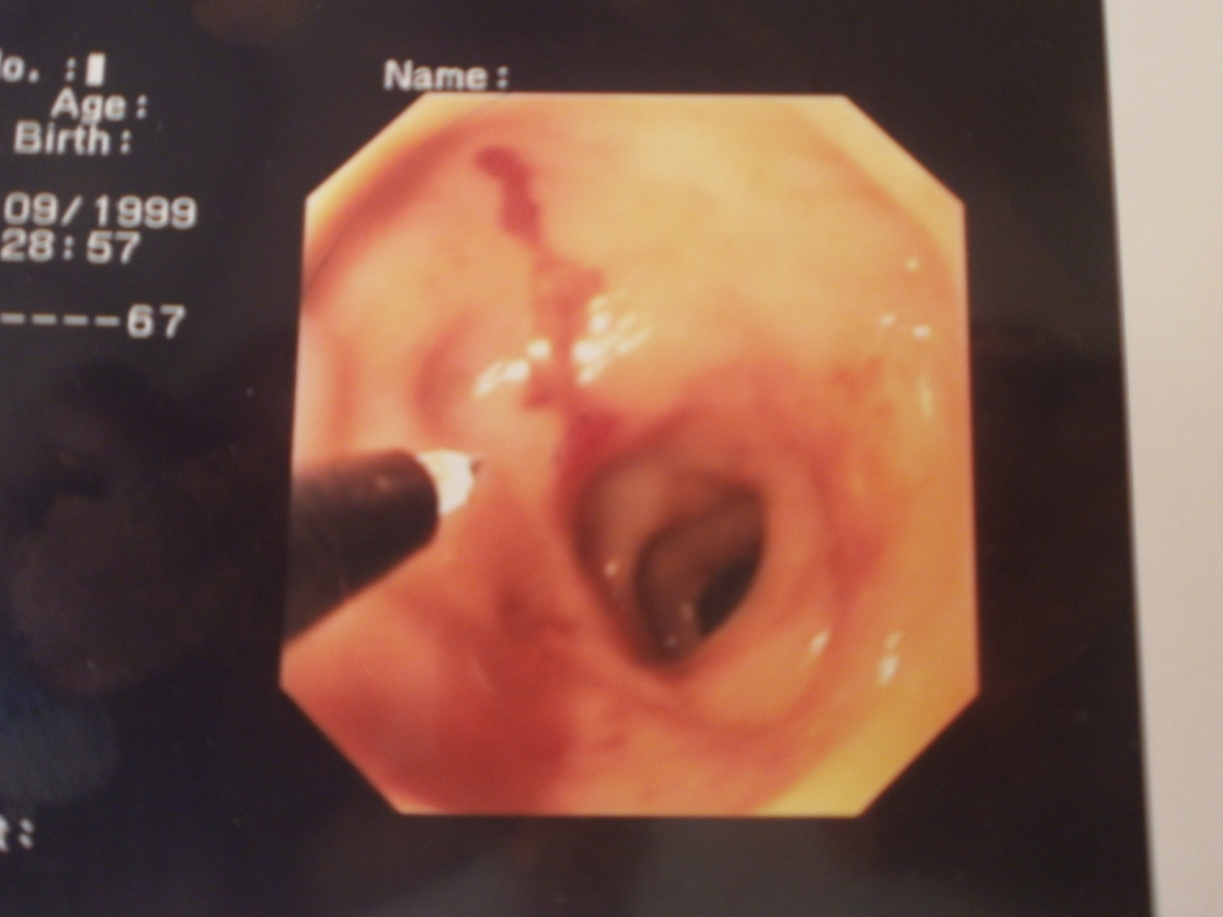 o. :
Name:
Age:
Birth:
09/1999
28:57
----67